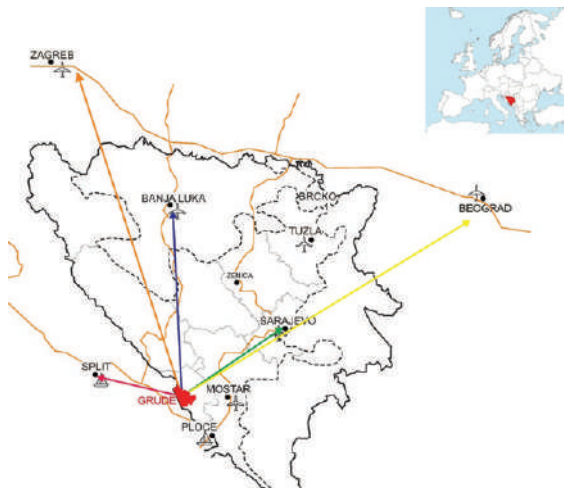 ZAGREB
BANJA LUKA
BRCKO
BEOGRAD
TUZLA
ZENICA
SARAJEVO
SPLIT
GRUDE
MOSTAR
PLOCE